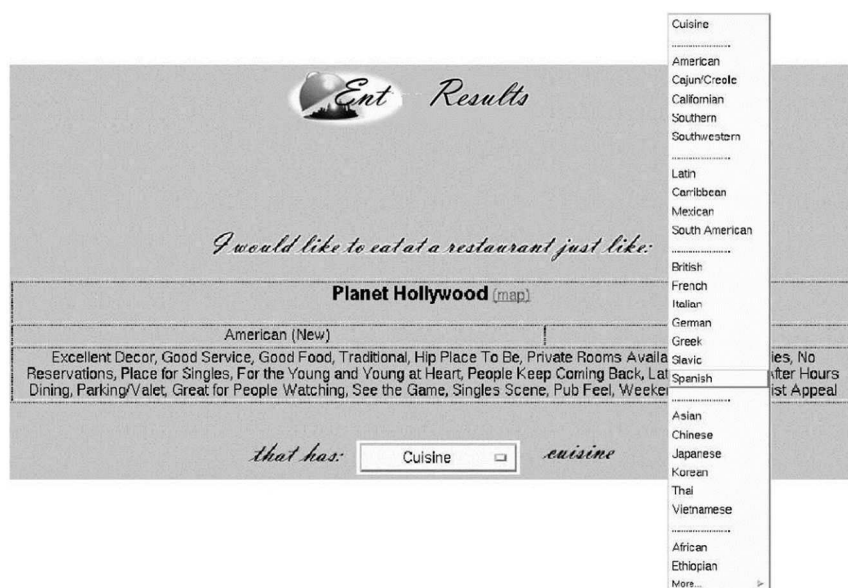 Ent Results
I would like to eat at a restaurant just like:
Planet Hollywood (map)
American (New)
Excellent Decor, Good Service, Good Food, Traditional, Hip Place To Be, Private Rooms Availa ies, No
Reservations, Place for Singles, For the Young and Young at Heart, People Keep Coming Back, Lat fter Hours
Dining, Parking/Valet, Great for People Watching, See the Game, Singles Scene, Pub Feel, Weeke ist Appeal
that has: Cuisine cuisine
Cuisine
American
Cajun/Creole
Californian
Southern
Southwestern
Latin
Carribbean
Mexican
South American
British
French
Italian
German
Greek
Slavic
Spanish
Asian
Chinese
Japanese
Korean
Thai
Vietnamese
African
Ethiopian
More...